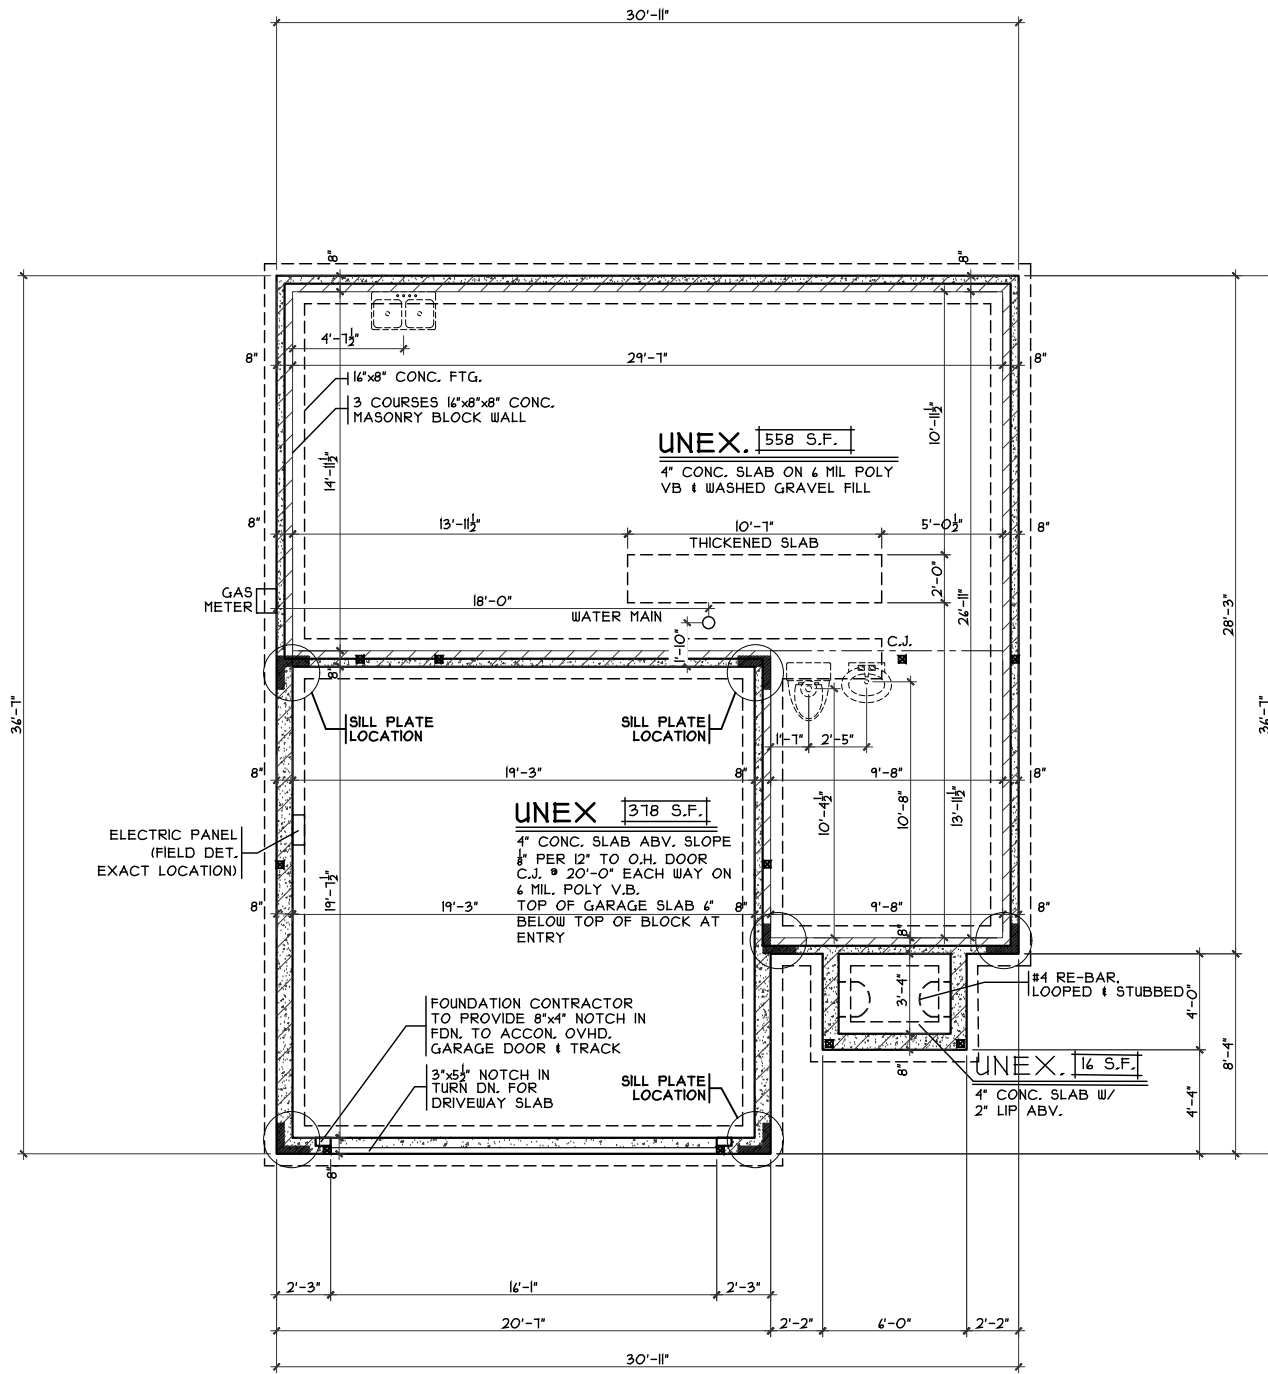 30'-11"
8"
8"
4'-7½"
8"
29'-7"
8"
16"x8" CONC. FTG.
3 COURSES 16"x8"x8" CONC.
MASONRY BLOCK WALL
10'-11½"
UNEX. 558 S.F.
4" CONC. SLAB ON 6 MIL POLY
VB & WASHED GRAVEL FILL
14'-11½"
8"
13'-11½"
10'-7"
5'-0½"
8"
THICKENED SLAB
2'-0"
GAS
METER
18'-0"
WATER MAIN
26'-11"
28'-3"
1'-10"
C.J.
8"
36'-7"
36'-7"
SILL PLATE
LOCATION
SILL PLATE
LOCATION
1'-7"
2'-5"
8"
19'-3"
8"
9'-8"
8"
UNEX 378 S.F.
10'-4½"
10'-8"
13'-11½"
4" CONC. SLAB ABV. SLOPE
⅛" PER 12" TO O.H. DOOR
C.J. @ 20'-0" EACH WAY ON
6 MIL. POLY V.B.
TOP OF GARAGE SLAB 6"
BELOW TOP OF BLOCK AT
ENTRY
ELECTRIC PANEL
(FIELD DET.
EXACT LOCATION)
19'-7½"
8"
19'-3"
8"
9'-8"
8"
8"
3'-4"
#4 RE-BAR.
LOOPED & STUBBED
4'-0"
FOUNDATION CONTRACTOR
TO PROVIDE 8"x4" NOTCH IN
FDN. TO ACCON. OVHD.
GARAGE DOOR & TRACK
8'-4"
8"
UNEX. 16 S.F.
4" CONC. SLAB W/
2" LIP ABV.
4'-4"
3"x5½" NOTCH IN
TURN DN. FOR
DRIVEWAY SLAB
SILL PLATE
LOCATION
8"
2'-3"
16'-1"
2'-3"
20'-7"
2'-2"
6'-0"
2'-2"
30'-11"